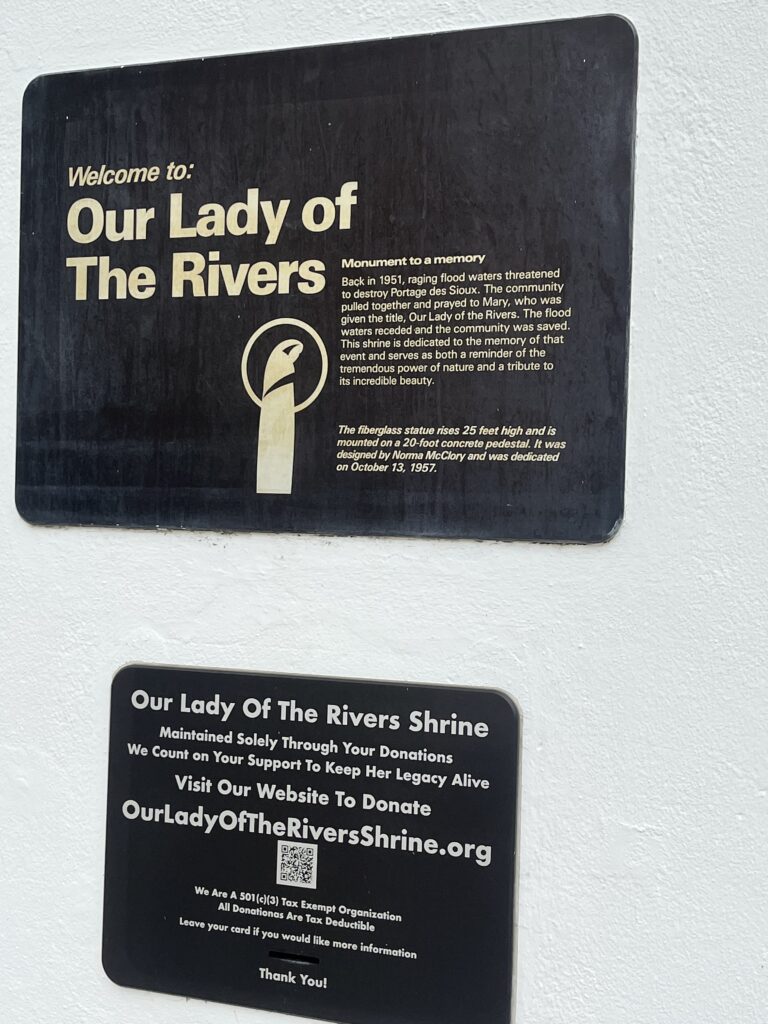 Welcome to:
Our Lady of
The Rivers
Monument to a memory
Back in 1951, raging flood waters threatened
to destroy Portage des Sioux. The community
pulled together and prayed to Mary, who was
given the title, Our Lady of the Rivers. The flood
waters receded and the community was saved.
This shrine is dedicated to the memory of that
event and serves as both a reminder of the
tremendous power of nature and a tribute to
its incredible beauty.
The fiberglass statue rises 25 feet high and is
mounted on a 20-foot concrete pedestal. It was
designed by Norma McClory and was dedicated
on October 13, 1957.
Our Lady Of The Rivers Shrine
Maintained Solely Through Your Donations
We Count on Your Support To Keep Her Legacy Alive
Visit Our Website To Donate
OurLadyOfTheRiversShrine.org
We Are A 501(c)(3) Tax Exempt Organization
All Donationas Are Tax Deductible
Leave your card if you would like more information
Thank You!